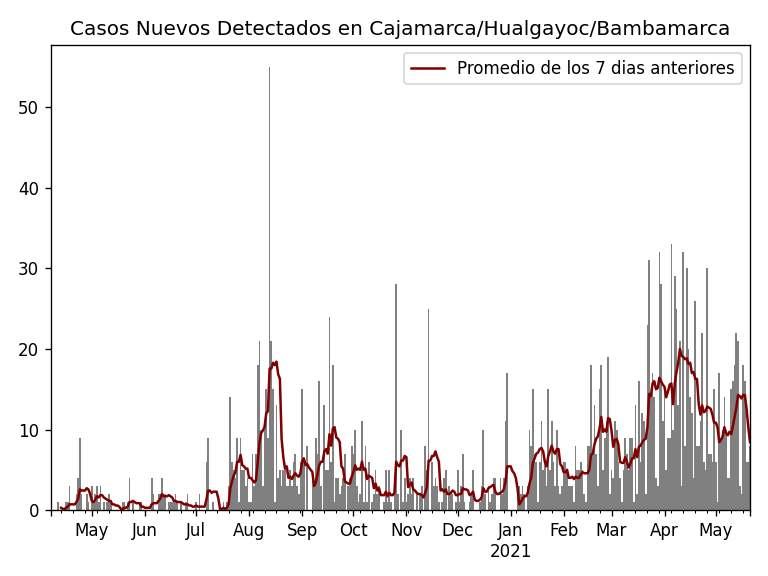 Casos Nuevos Detectados en Cajamarca/Hualgayoc/Bambamarca
Promedio de los 7 dias anteriores
50
40
30
20
10
0
May Jun Jul Aug Sep Oct Nov Dec Jan Feb Mar Apr May
2021